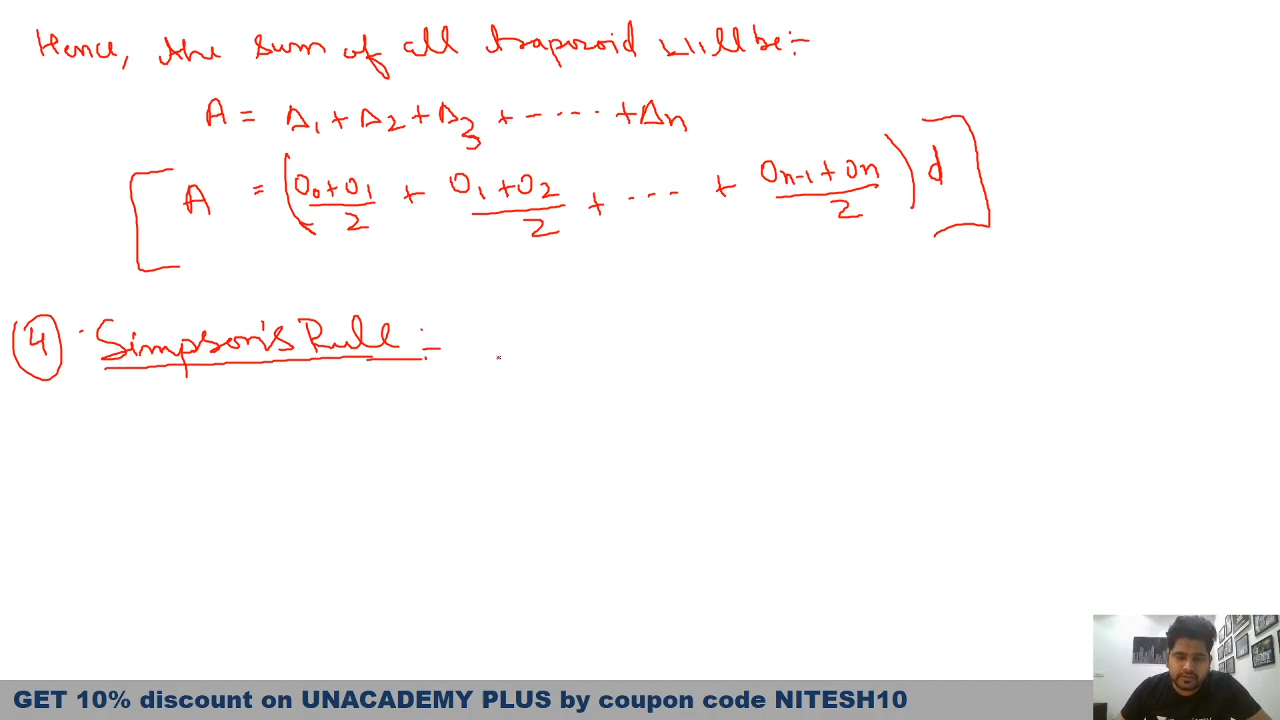 Hence, the sum of all trapozoid will be:-
A = Δ1 + Δ2 + Δ3 + - ... + Δn
[ A = ( (O0 + O1)/2 + (O1 + O2)/2 + - ... + (On-1 + On)/2 ) d ]
(4) Simpson's Rule :-
GET 10% discount on UNACADEMY PLUS by coupon code NITESH10